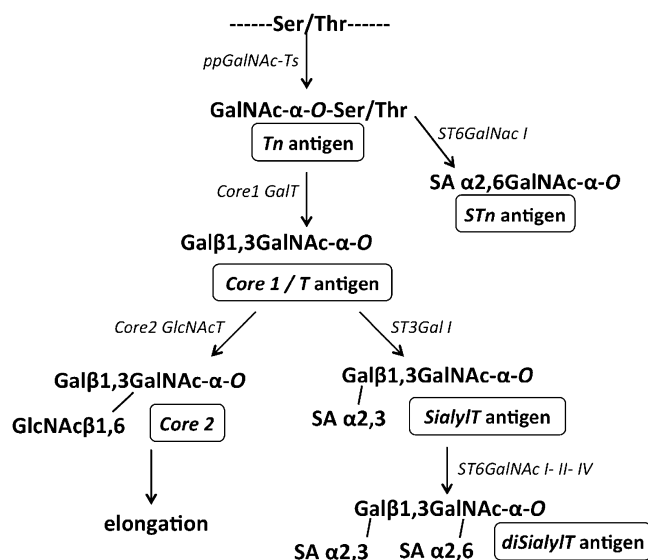 ------Ser/Thr------
ppGalNAc-Ts
GalNAc-α-O-Ser/Thr
Tn antigen
ST6GalNac I
SA α2,6GalNAc-α-O
STn antigen
Core1 GalT
Galβ1,3GalNAc-α-O
Core 1 / T antigen
Core2 GlcNAcT
ST3Gal I
Galβ1,3GalNAc-α-O
GlcNAcβ1,6
Core 2
elongation
Galβ1,3GalNAc-α-O
SA α2,3
SialylT antigen
ST6GalNAc I- II- IV
Galβ1,3GalNAc-α-O
SA α2,3 SA α2,6
diSialylT antigen